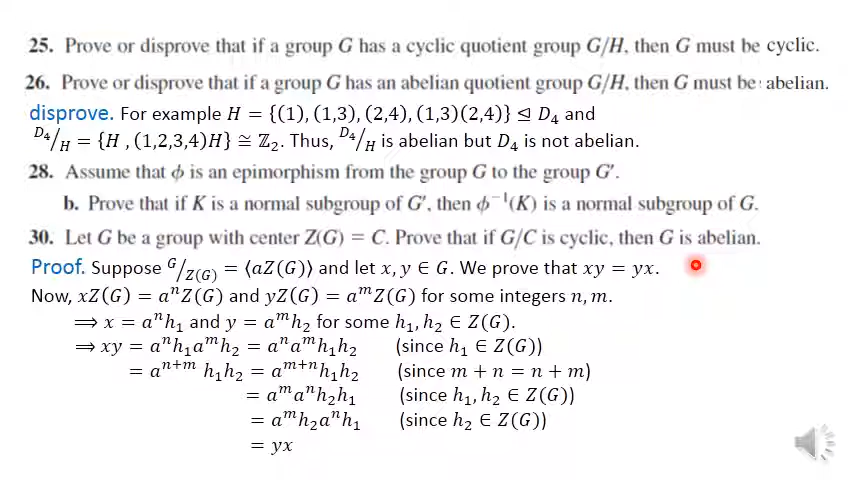 25. Prove or disprove that if a group G has a cyclic quotient group G/H, then G must be cyclic.
26. Prove or disprove that if a group G has an abelian quotient group G/H, then G must be abelian.
disprove. For example H = {(1), (1,3), (2,4), (1,3)(2,4)} ⊴ D₄ and
D₄/H = {H , (1,2,3,4)H} ≅ ℤ₂. Thus, D₄/H is abelian but D₄ is not abelian.
28. Assume that ϕ is an epimorphism from the group G to the group G′.
b. Prove that if K is a normal subgroup of G′, then ϕ⁻¹(K) is a normal subgroup of G.
30. Let G be a group with center Z(G) = C. Prove that if G/C is cyclic, then G is abelian.
Proof. Suppose G/Z(G) = ⟨aZ(G)⟩ and let x, y ∈ G. We prove that xy = yx.
Now, xZ(G) = aⁿZ(G) and yZ(G) = aᵐZ(G) for some integers n, m.
⟹ x = aⁿh₁ and y = aᵐh₂ for some h₁, h₂ ∈ Z(G).
⟹ xy = aⁿh₁aᵐh₂ = aⁿaᵐh₁h₂ (since h₁ ∈ Z(G))
= aⁿ⁺ᵐ h₁h₂ = aᵐ⁺ⁿh₁h₂ (since m + n = n + m)
= aᵐaⁿh₂h₁ (since h₁, h₂ ∈ Z(G))
= aᵐh₂aⁿh₁ (since h₂ ∈ Z(G))
= yx